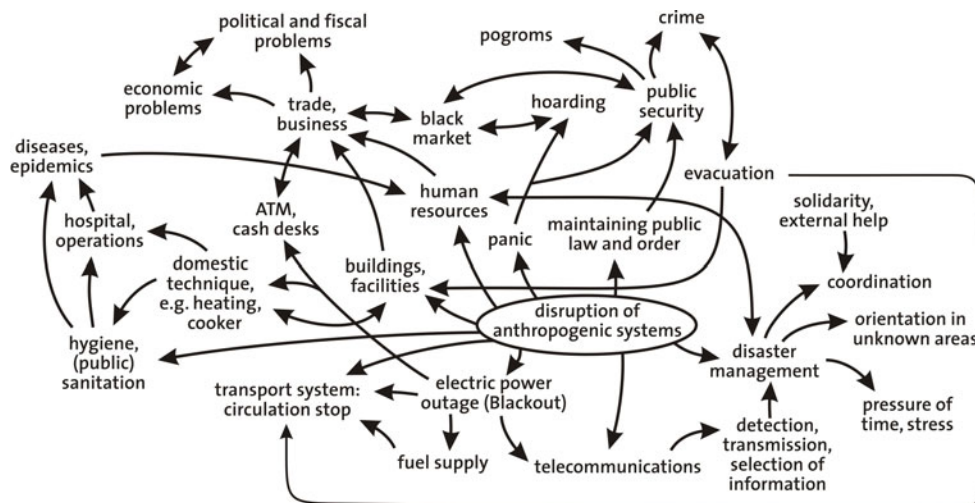 political and fiscal
problems
crime
pogroms
economic
problems
trade,
business
black
market
hoarding
public
security
diseases,
epidemics
evacuation
human
resources
solidarity,
external help
hospital,
operations
ATM,
cash desks
panic
maintaining public
law and order
domestic
technique,
e.g. heating,
cooker
buildings,
facilities
coordination
disruption of
anthropogenic systems
orientation in
unknown areas
hygiene,
(public)
sanitation
disaster
management
transport system:
circulation stop
electric power
outage (Blackout)
pressure of
time, stress
detection,
transmission,
selection of
information
fuel supply
telecommunications